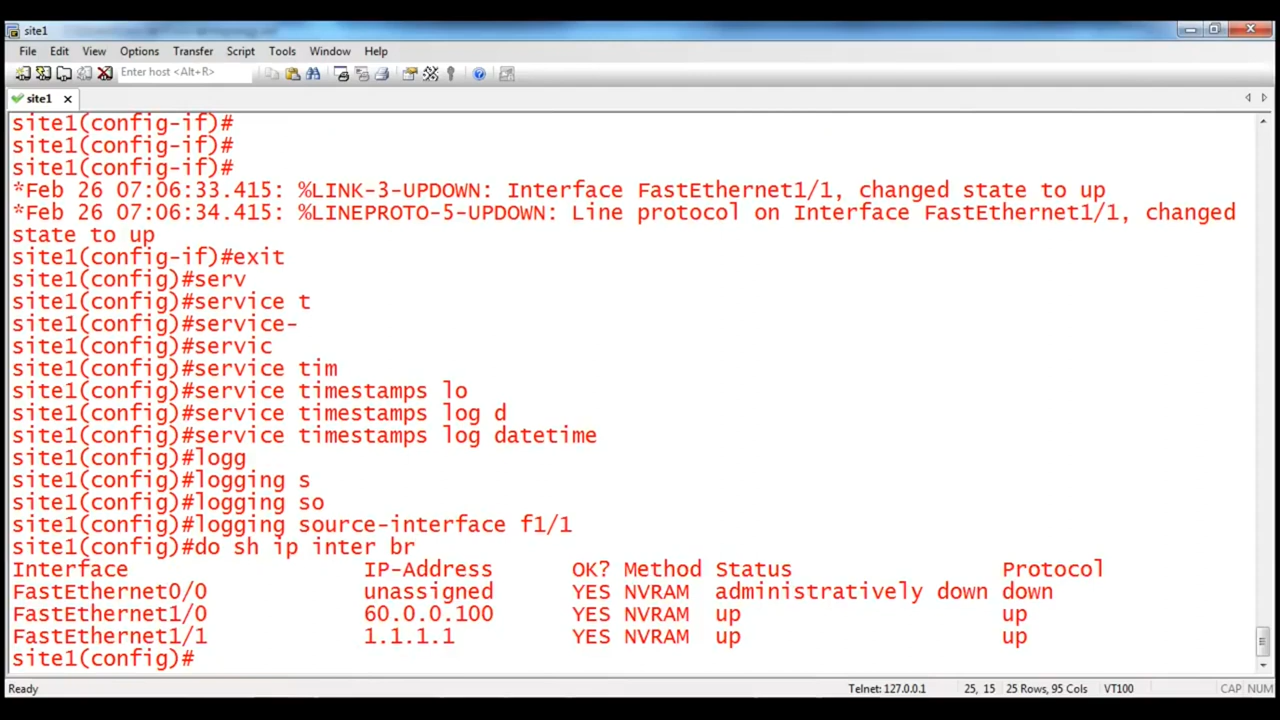 site1
File Edit View Options Transfer Script Tools Window Help
Enter host <Alt+R>
site1
site1(config-if)#
site1(config-if)#
site1(config-if)#
*Feb 26 07:06:33.415: %LINK-3-UPDOWN: Interface FastEthernet1/1, changed state to up
*Feb 26 07:06:34.415: %LINEPROTO-5-UPDOWN: Line protocol on Interface FastEthernet1/1, changed
state to up
site1(config-if)#exit
site1(config)#serv
site1(config)#service t
site1(config)#service-
site1(config)#servic
site1(config)#service tim
site1(config)#service timestamps lo
site1(config)#service timestamps log d
site1(config)#service timestamps log datetime
site1(config)#logg
site1(config)#logging s
site1(config)#logging so
site1(config)#logging source-interface f1/1
site1(config)#do sh ip inter br
Interface IP-Address OK? Method Status Protocol
FastEthernet0/0 unassigned YES NVRAM administratively down down
FastEthernet1/0 60.0.0.100 YES NVRAM up up
FastEthernet1/1 1.1.1.1 YES NVRAM up up
site1(config)#
Ready Telnet: 127.0.0.1 25, 15 25 Rows, 95 Cols VT100 CAP NUM